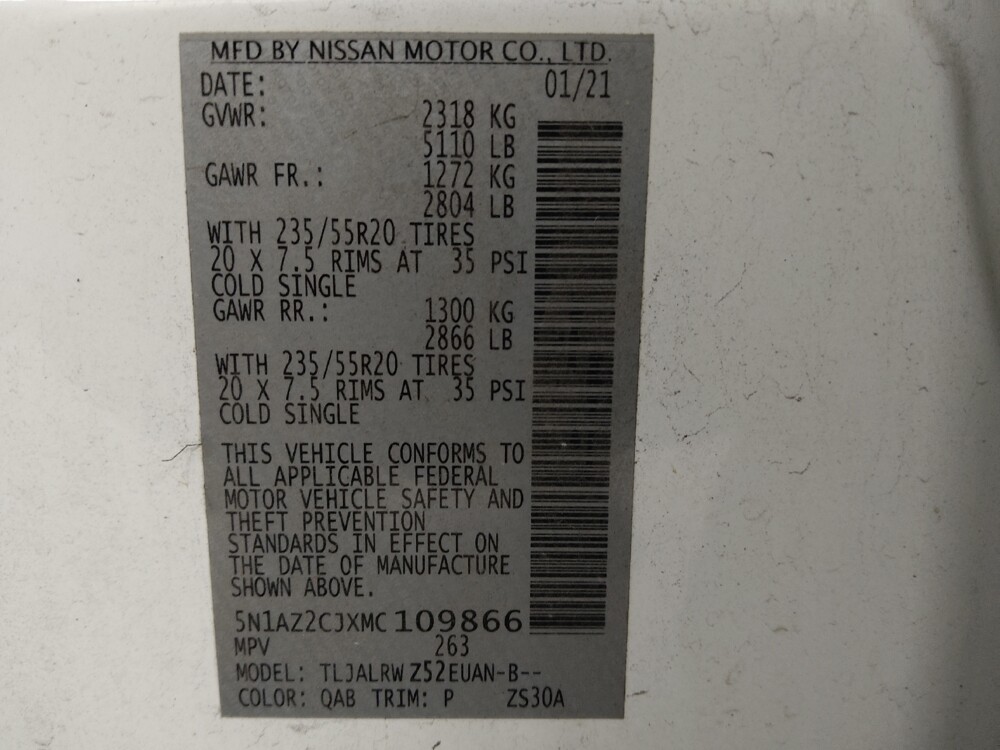 MFD BY NISSAN MOTOR CO., LTD.
DATE: 01/21
GVWR: 2318 KG
5110 LB
GAWR FR.: 1272 KG
2804 LB
WITH 235/55R20 TIRES
20 X 7.5 RIMS AT 35 PSI
COLD SINGLE
GAWR RR.: 1300 KG
2866 LB
WITH 235/55R20 TIRES
20 X 7.5 RIMS AT 35 PSI
COLD SINGLE
THIS VEHICLE CONFORMS TO
ALL APPLICABLE FEDERAL
MOTOR VEHICLE SAFETY AND
THEFT PREVENTION
STANDARDS IN EFFECT ON
THE DATE OF MANUFACTURE
SHOWN ABOVE.
5N1AZ2CJXMC109866
MPV 263
MODEL: TLJALRWZ52EUAN-B--
COLOR: QAB TRIM: P ZS30A